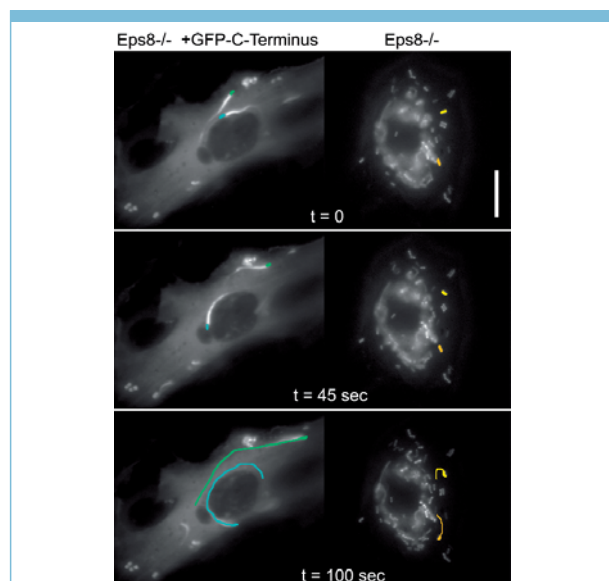 Eps8-/- +GFP-C-Terminus Eps8-/-
t = 0
t = 45 sec
t = 100 sec